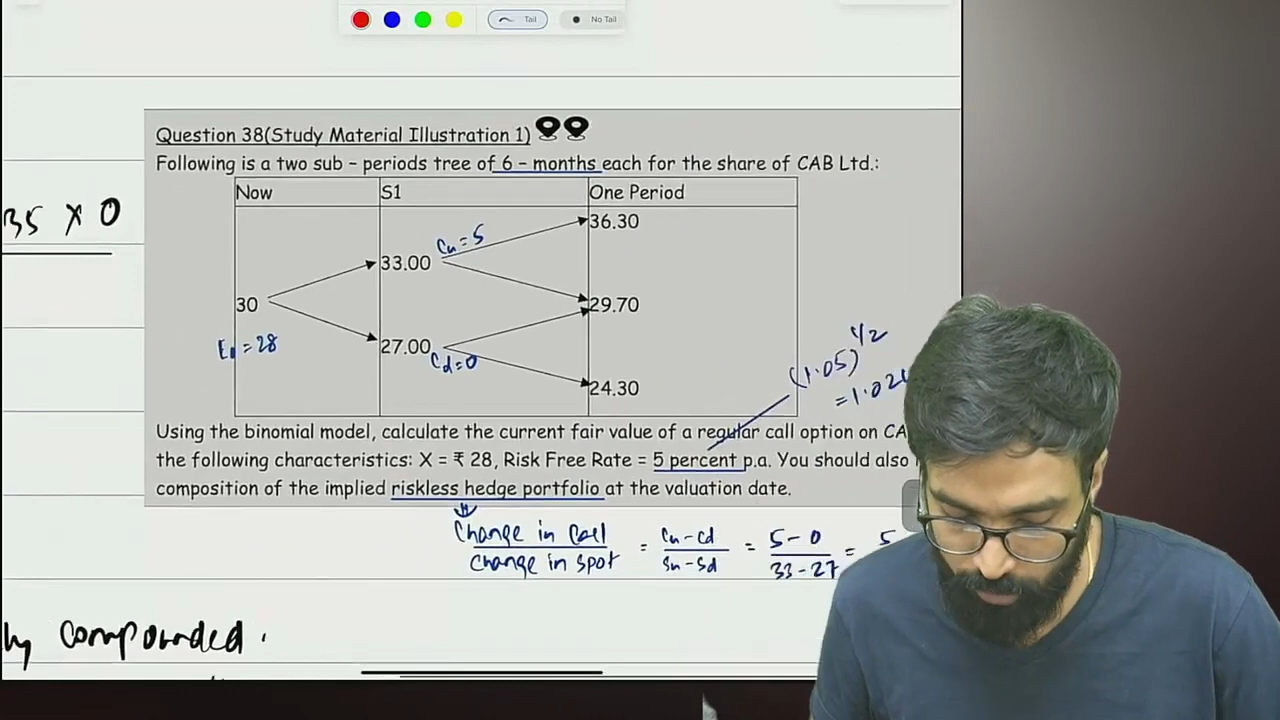 Tail
No Tail
Question 38(Study Material Illustration 1)
Following is a two sub – periods tree of 6 – months each for the share of CAB Ltd.:
Now S1 One Period
35 x 0
36.30
Cu = 5
33.00
30 29.70
= 28
27.00 Cd = 0
24.30
(1.05)^1/2
= 1.02
Using the binomial model, calculate the current fair value of a regular call option on CA
the following characteristics: X = ₹ 28, Risk Free Rate = 5 percent p.a. You should also
composition of the implied riskless hedge portfolio at the valuation date.
Change in Call / Change in Spot = Cu - Cd / Su - Sd = 5 - 0 / 33 - 27 = 5
compounded.